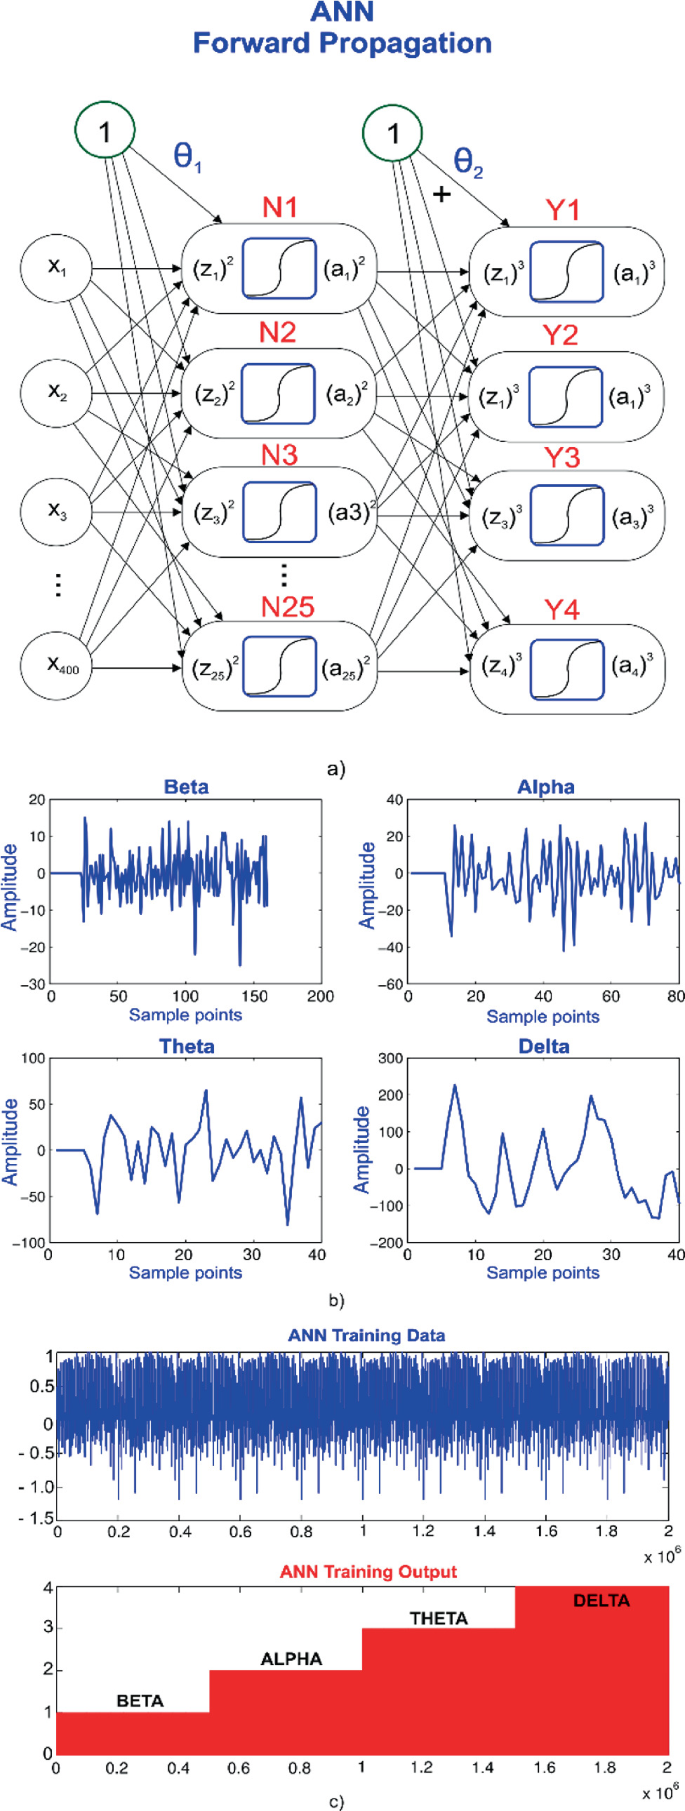 ANN
Forward Propagation
1
θ1
1
θ2
+
N1
Y1
x1
(z1)2
(a1)2
(z1)3
(a1)3
N2
Y2
x2
(z2)2
(a2)2
(z1)3
(a1)3
N3
Y3
x3
(z3)2
(a3)2
(z3)3
(a3)3
...
...
N25
Y4
x400
(z25)2
(a25)2
(z4)3
(a4)3
a)
Beta
Amplitude
20
10
0
−10
−20
−30
0 50 100 150 200
Sample points
Alpha
Amplitude
40
20
0
−20
−40
−60
0 20 40 60 80
Sample points
Theta
Amplitude
100
50
0
−50
−100
0 10 20 30 40
Sample points
Delta
Amplitude
300
200
100
0
−100
−200
0 10 20 30 40
Sample points
b)
ANN Training Data
1
0.5
0
- 0.5
- 1.0
- 1.5
0 0.2 0.4 0.6 0.8 1 1.2 1.4 1.6 1.8 2
x 106
ANN Training Output
4
3
2
1
0
BETA
ALPHA
THETA
DELTA
0 0.2 0.4 0.6 0.8 1 1.2 1.4 1.6 1.8 2
x 106
c)